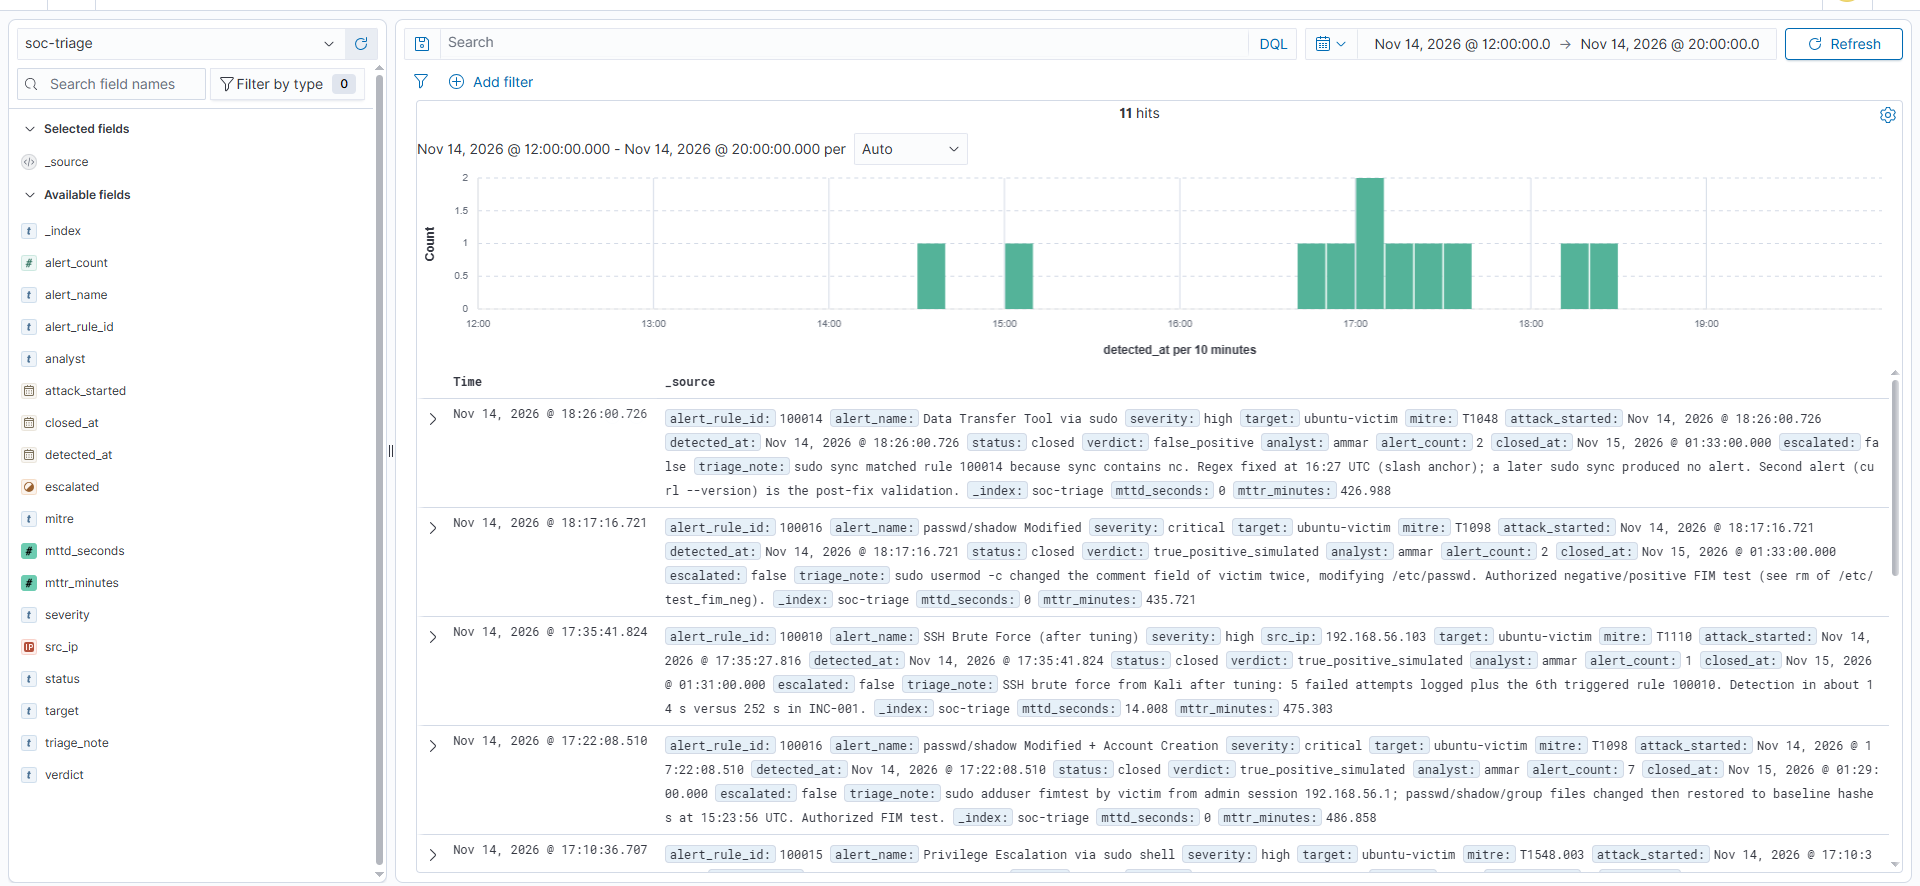 soc-triage
Search field names
Filter by type 0
Selected fields
_source
Available fields
_index
alert_count
alert_name
alert_rule_id
analyst
attack_started
closed_at
detected_at
escalated
mitre
mttd_seconds
mttr_minutes
severity
src_ip
status
target
triage_note
verdict
Search DQL
Nov 14, 2026 @ 12:00:00.0 → Nov 14, 2026 @ 20:00:00.0
Refresh
Add filter
11 hits
Nov 14, 2026 @ 12:00:00.000 - Nov 14, 2026 @ 20:00:00.000 per Auto
Count
2
1.5
1
0.5
0
12:00 13:00 14:00 15:00 16:00 17:00 18:00 19:00
detected_at per 10 minutes
Time _source
Nov 14, 2026 @ 18:26:00.726 alert_rule_id: 100014 alert_name: Data Transfer Tool via sudo severity: high target: ubuntu-victim mitre: T1048 attack_started: Nov 14, 2026 @ 18:26:00.726
detected_at: Nov 14, 2026 @ 18:26:00.726 status: closed verdict: false_positive analyst: ammar alert_count: 2 closed_at: Nov 15, 2026 @ 01:33:00.000 escalated: fa
lse triage_note: sudo sync matched rule 100014 because sync contains nc. Regex fixed at 16:27 UTC (slash anchor); a later sudo sync produced no alert. Second alert (cu
rl --version) is the post-fix validation. _index: soc-triage mttd_seconds: 0 mttr_minutes: 426.988
Nov 14, 2026 @ 18:17:16.721 alert_rule_id: 100016 alert_name: passwd/shadow Modified severity: critical target: ubuntu-victim mitre: T1098 attack_started: Nov 14, 2026 @ 18:17:16.721
detected_at: Nov 14, 2026 @ 18:17:16.721 status: closed verdict: true_positive_simulated analyst: ammar alert_count: 2 closed_at: Nov 15, 2026 @ 01:33:00.000
escalated: false triage_note: sudo usermod -c changed the comment field of victim twice, modifying /etc/passwd. Authorized negative/positive FIM test (see rm of /etc/
test_fim_neg). _index: soc-triage mttd_seconds: 0 mttr_minutes: 435.721
Nov 14, 2026 @ 17:35:41.824 alert_rule_id: 100010 alert_name: SSH Brute Force (after tuning) severity: high src_ip: 192.168.56.103 target: ubuntu-victim mitre: T1110 attack_started: Nov 14,
2026 @ 17:35:27.816 detected_at: Nov 14, 2026 @ 17:35:41.824 status: closed verdict: true_positive_simulated analyst: ammar alert_count: 1 closed_at: Nov 15, 2026
@ 01:31:00.000 escalated: false triage_note: SSH brute force from Kali after tuning: 5 failed attempts logged plus the 6th triggered rule 100010. Detection in about 1
4 s versus 252 s in INC-001. _index: soc-triage mttd_seconds: 14.008 mttr_minutes: 475.303
Nov 14, 2026 @ 17:22:08.510 alert_rule_id: 100016 alert_name: passwd/shadow Modified + Account Creation severity: critical target: ubuntu-victim mitre: T1098 attack_started: Nov 14, 2026 @ 1
7:22:08.510 detected_at: Nov 14, 2026 @ 17:22:08.510 status: closed verdict: true_positive_simulated analyst: ammar alert_count: 7 closed_at: Nov 15, 2026 @ 01:29:
00.000 escalated: false triage_note: sudo adduser fimtest by victim from admin session 192.168.56.1; passwd/shadow/group files changed then restored to baseline hashe
s at 15:23:56 UTC. Authorized FIM test. _index: soc-triage mttd_seconds: 0 mttr_minutes: 486.858
Nov 14, 2026 @ 17:10:36.707 alert_rule_id: 100015 alert_name: Privilege Escalation via sudo shell severity: high target: ubuntu-victim mitre: T1548.003 attack_started: Nov 14, 2026 @ 17:10:3